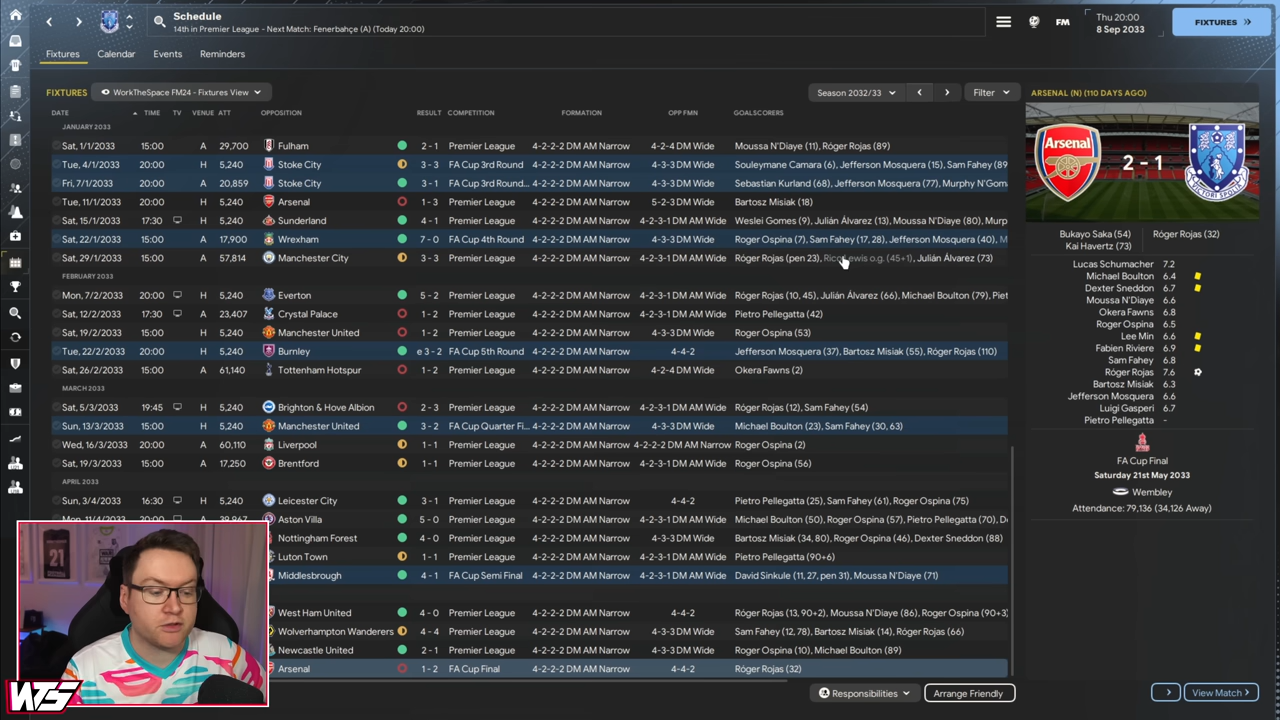 Schedule
14th in Premier League - Next Match: Fenerbahçe (A) (Today 20:00)
FM
Thu 20:00
8 Sep 2033
FIXTURES
Fixtures Calendar Events Reminders
FIXTURES WorkTheSpace FM24 - Fixtures View Season 2032/33 Filter
DATE TIME TV VENUE ATT OPPOSITION RESULT COMPETITION FORMATION OPP FMN GOALSCORERS
JANUARY 2033
Sat, 1/1/2033 15:00 A 29,700 Fulham 2-1 Premier League 4-2-2-2 DM AM Narrow 4-2-4 DM Wide Moussa N'Diaye (11), Róger Rojas (89)
Tue, 4/1/2033 20:00 H 5,240 Stoke City 3-3 FA Cup 3rd Round 4-2-2-2 DM AM Narrow 4-3-3 DM Wide Souleymane Camara (6), Jefferson Mosquera (15), Sam Fahey (89
Fri, 7/1/2033 20:00 A 20,859 Stoke City 3-1 FA Cup 3rd Round... 4-2-2-2 DM AM Narrow 4-3-3 DM Wide Sebastian Kurland (68), Jefferson Mosquera (77), Murphy N'Gom
Tue, 11/1/2033 20:00 A Arsenal 1-3 Premier League 4-2-2-2 DM AM Narrow 5-2-3 DM Wide Bartosz Misiak (18)
Sat, 15/1/2033 17:30 H 5,240 Sunderland 4-1 Premier League 4-2-2-2 DM AM Narrow 4-2-3-1 DM AM Wide Weslei Gomes (9), Julián Álvarez (13), Moussa N'Diaye (80), Murp
Sat, 22/1/2033 15:00 A 17,900 Wrexham 7-0 FA Cup 4th Round 4-2-2-2 DM AM Narrow 4-3-3 DM Wide Roger Ospina (7), Sam Fahey (17, 28), Jefferson Mosquera (40), M
Sat, 29/1/2033 15:00 A 57,814 Manchester City 3-3 Premier League 4-2-2-2 DM AM Narrow 4-2-3-1 DM AM Wide Róger Rojas (pen 23), Rico Lewis o.g. (45+1), Julián Álvarez (73)
FEBRUARY 2033
Mon, 7/2/2033 20:00 H 5,240 Everton 5-2 Premier League 4-2-2-2 DM AM Narrow 4-2-3-1 DM AM Wide Róger Rojas (10, 45), Julián Álvarez (66), Michael Boulton (79), Piet
Sat, 12/2/2033 17:30 A 23,407 Crystal Palace 1-2 Premier League 4-2-2-2 DM AM Narrow 4-2-3-1 DM AM Wide Pietro Pellegatta (42)
Sat, 19/2/2033 15:00 H 5,240 Manchester United 1-2 Premier League 4-2-2-2 DM AM Narrow 4-3-3 DM Wide Roger Ospina (53)
Tue, 22/2/2033 20:00 H 5,240 Burnley e 3-2 FA Cup 5th Round 4-2-2-2 DM AM Narrow 4-4-2 Jefferson Mosquera (37), Bartosz Misiak (55), Róger Rojas (110)
Sat, 26/2/2033 15:00 A 61,140 Tottenham Hotspur 1-2 Premier League 4-2-2-2 DM AM Narrow 4-2-4 DM Wide Okera Fawns (2)
MARCH 2033
Sat, 5/3/2033 19:45 H 5,240 Brighton & Hove Albion 2-3 Premier League 4-2-2-2 DM AM Narrow 4-2-3-1 DM AM Wide Róger Rojas (12), Sam Fahey (54)
Sun, 13/3/2033 15:00 H 5,240 Manchester United 3-1 FA Cup Quarter Fi... 4-2-2-2 DM AM Narrow 4-2-3-1 DM AM Wide Michael Boulton (23), Sam Fahey (30, 63)
Wed, 16/3/2033 20:00 A 60,110 Liverpool 1-1 Premier League 4-2-2-2 DM AM Narrow 4-2-2-2 DM AM Narrow Roger Ospina (2)
Sat, 19/3/2033 15:00 A 17,250 Brentford 1-1 Premier League 4-2-2-2 DM AM Narrow 4-2-3-1 DM AM Wide Roger Ospina (56)
APRIL 2033
Sun, 3/4/2033 16:30 H 5,240 Leicester City 3-1 Premier League 4-2-2-2 DM AM Narrow 4-4-2 Pietro Pellegatta (25), Sam Fahey (61), Roger Ospina (75)
Mon, 11/4/2033 20:00 A 39,967 Aston Villa 5-0 Premier League 4-2-2-2 DM AM Narrow 4-2-3-1 DM AM Wide Michael Boulton (50), Roger Ospina (57), Pietro Pellegatta (70), D
Nottingham Forest 4-0 Premier League 4-2-2-2 DM AM Narrow 4-2-3-1 DM AM Wide Bartosz Misiak (34, 80), Roger Ospina (46), Dexter Sneddon (88)
Luton Town 1-1 Premier League 4-2-2-2 DM AM Narrow 4-2-3-1 DM AM Wide Pietro Pellegatta (90+6)
Middlesbrough 4-1 FA Cup Semi Final 4-2-2-2 DM AM Narrow 4-2-3-1 DM AM Wide David Sinkule (11, 27, pen 31), Moussa N'Diaye (71)
West Ham United 4-0 Premier League 4-2-2-2 DM AM Narrow 4-4-2 Róger Rojas (13, 90+2), Moussa N'Diaye (86), Roger Ospina (90+3)
Wolverhampton Wanderers 4-4 Premier League 4-2-2-2 DM AM Narrow 4-3-3 DM Wide Sam Fahey (12, 78), Bartosz Misiak (14), Róger Rojas (66)
Newcastle United 2-1 Premier League 4-2-2-2 DM AM Narrow 4-2-3-1 DM AM Wide Roger Ospina (10), Michael Boulton (89)
Arsenal 1-2 FA Cup Final 4-2-2-2 DM AM Narrow 4-4-2 Róger Rojas (32)
Responsibilities Arrange Friendly View Match
ARSENAL (N) (110 DAYS AGO)
Arsenal 2-1
Bukayo Saka (54) Róger Rojas (32)
Kai Havertz (73)
Lucas Schumacher 7.2
Michael Boulton 6.4
Dexter Sneddon 6.7
Moussa N'Diaye 6.6
Okera Fawns 6.8
Roger Ospina 6.5
Lee Min 6.6
Fabien Riviere 6.9
Sam Fahey 6.8
Róger Rojas 7.6
Bartosz Misiak 6.3
Jefferson Mosquera 6.6
Luigi Gasperi 6.7
Pietro Pellegatta -
FA Cup Final
Saturday 21st May 2033
Wembley
Attendance: 79,136 (34,126 Away)
21
WTS